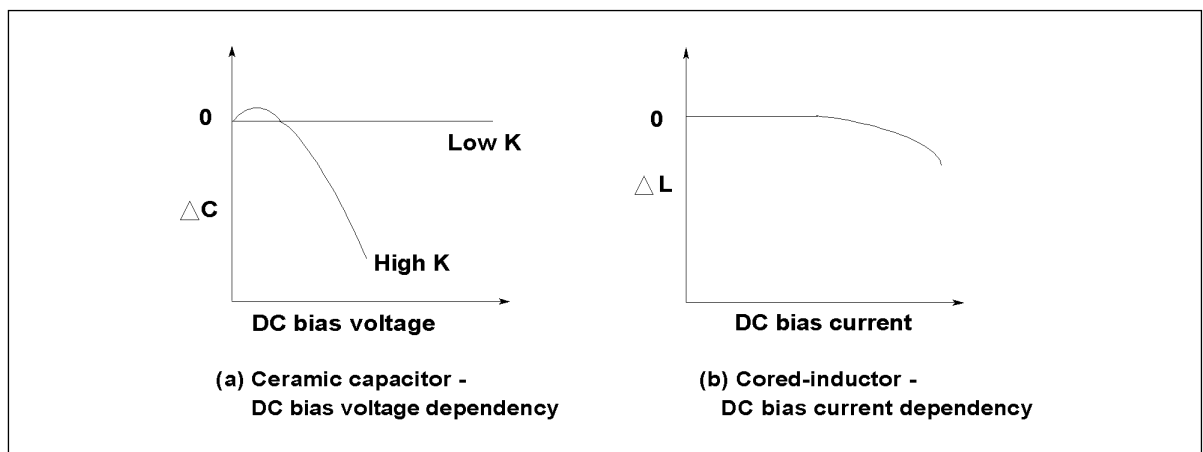 0
Low K
△C
High K
DC bias voltage
(a) Ceramic capacitor -
DC bias voltage dependency
0
△L
DC bias current
(b) Cored-inductor -
DC bias current dependency